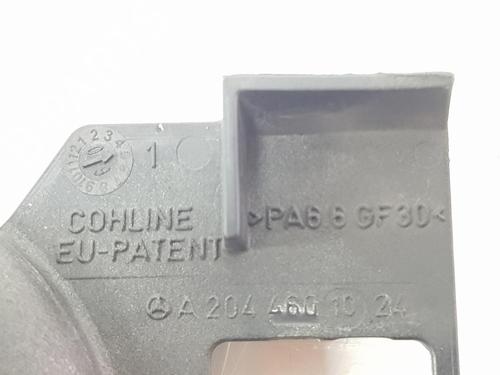 1
COHLINE >PA6.6 GF30<
EU-PATENT
A 204 460 10 24